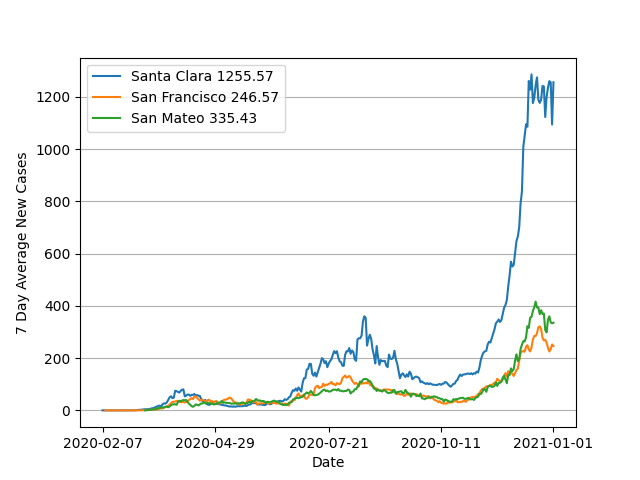 Santa Clara 1255.57
San Francisco 246.57
San Mateo 335.43
7 Day Average New Cases
1200
1000
800
600
400
200
0
2020-02-07 2020-04-29 2020-07-21 2020-10-11 2021-01-01
Date